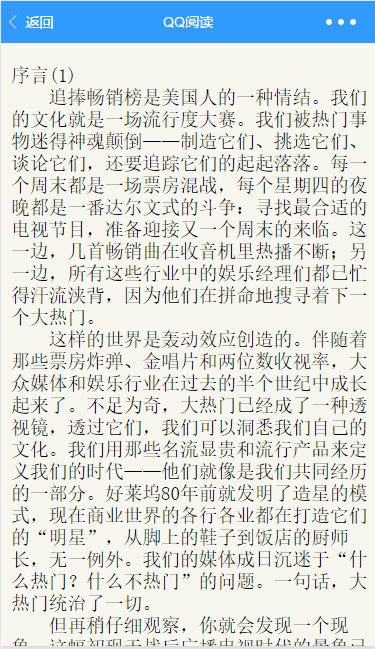 返回
QQ阅读
序言(1)
追捧畅销榜是美国人的一种情结。我们
的文化就是一场流行度大赛。我们被热门事
物迷得神魂颠倒——制造它们、挑选它们、
谈论它们，还要追踪它们的起起落落。每一
个周末都是一场票房混战，每个星期四的夜
晚都是一番达尔文式的斗争：寻找最合适的
电视节目，准备迎接又一个周末的来临。这
一边，几首畅销曲在收音机里热播不断；另
一边，所有这些行业中的娱乐经理们都已忙
得汗流浃背，因为他们在拼命地搜寻着下一
个大热门。
这样的世界是轰动效应创造的。伴随着
那些票房炸弹、金唱片和两位数收视率，大
众媒体和娱乐行业在过去的半个世纪中成长
起来了。不足为奇，大热门已经成了一种透
视镜，透过它们，我们可以洞悉我们自己的
文化。我们用那些名流显贵和流行产品来定
义我们的时代——他们就像是我们共同经历
的一部分。好莱坞80年前就发明了造星的模
式，现在商业世界的各行各业都在打造它们
的“明星”，从脚上的鞋子到饭店的厨师
长，无一例外。我们的媒体成日沉迷于“什
么热门？什么不热门”的问题。一句话，大
热门统治了一切。
但再稍仔细观察，你就会发现一个现
象，这幅初现于战后广播电视时代的景象已